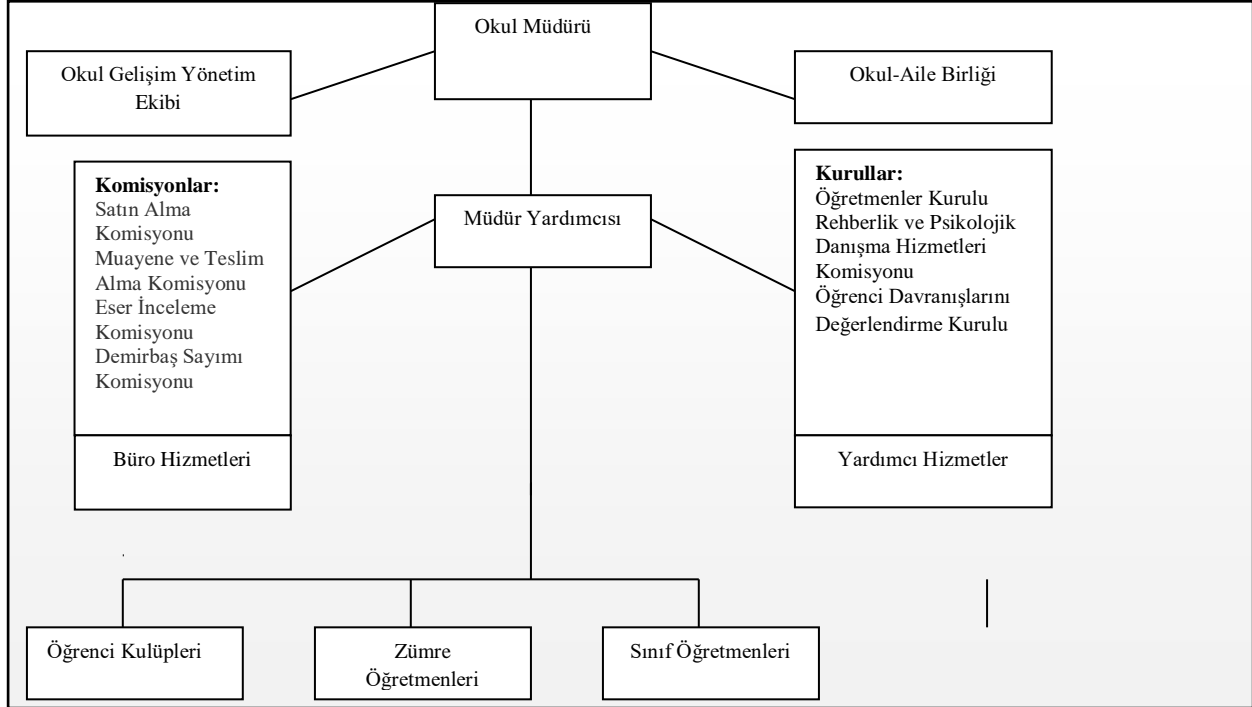 Okul Müdürü
Okul Gelişim Yönetim
Ekibi
Okul-Aile Birliği
Komisyonlar:
Satın Alma
Komisyonu
Muayene ve Teslim
Alma Komisyonu
Eser İnceleme
Komisyonu
Demirbaş Sayımı
Komisyonu
Müdür Yardımcısı
Kurullar:
Öğretmenler Kurulu
Rehberlik ve Psikolojik
Danışma Hizmetleri
Komisyonu
Öğrenci Davranışlarını
Değerlendirme Kurulu
Büro Hizmetleri
Yardımcı Hizmetler
Öğrenci Kulüpleri
Zümre
Öğretmenleri
Sınıf Öğretmenleri